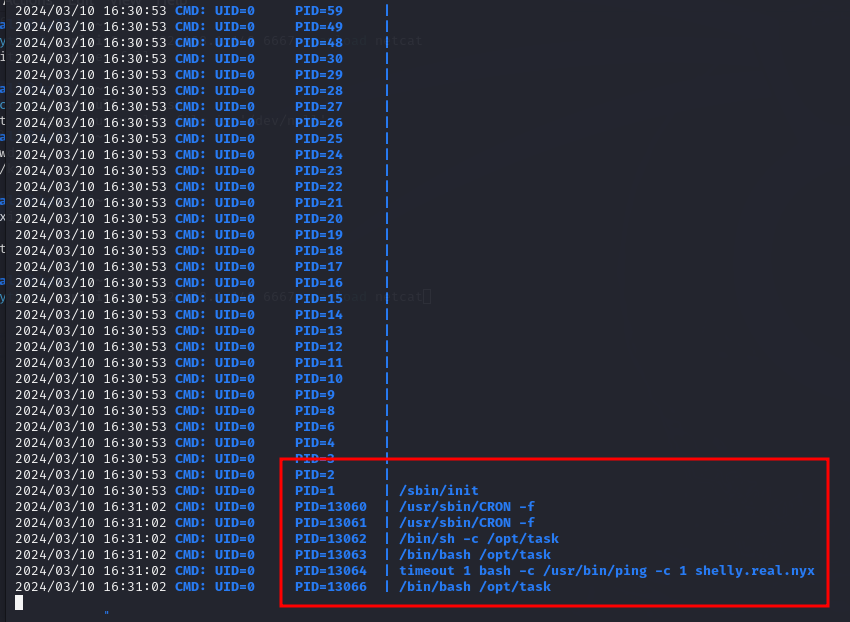 2024/03/10 16:30:53 CMD: UID=0     PID=59     |
2024/03/10 16:30:53 CMD: UID=0     PID=49     |
2024/03/10 16:30:53 CMD: UID=0     PID=48     |
2024/03/10 16:30:53 CMD: UID=0     PID=30     |
2024/03/10 16:30:53 CMD: UID=0     PID=29     |
2024/03/10 16:30:53 CMD: UID=0     PID=28     |
2024/03/10 16:30:53 CMD: UID=0     PID=27     |
2024/03/10 16:30:53 CMD: UID=0     PID=26     |
2024/03/10 16:30:53 CMD: UID=0     PID=25     |
2024/03/10 16:30:53 CMD: UID=0     PID=24     |
2024/03/10 16:30:53 CMD: UID=0     PID=23     |
2024/03/10 16:30:53 CMD: UID=0     PID=22     |
2024/03/10 16:30:53 CMD: UID=0     PID=21     |
2024/03/10 16:30:53 CMD: UID=0     PID=20     |
2024/03/10 16:30:53 CMD: UID=0     PID=19     |
2024/03/10 16:30:53 CMD: UID=0     PID=18     |
2024/03/10 16:30:53 CMD: UID=0     PID=17     |
2024/03/10 16:30:53 CMD: UID=0     PID=16     |
2024/03/10 16:30:53 CMD: UID=0     PID=15     |
2024/03/10 16:30:53 CMD: UID=0     PID=14     |
2024/03/10 16:30:53 CMD: UID=0     PID=13     |
2024/03/10 16:30:53 CMD: UID=0     PID=12     |
2024/03/10 16:30:53 CMD: UID=0     PID=11     |
2024/03/10 16:30:53 CMD: UID=0     PID=10     |
2024/03/10 16:30:53 CMD: UID=0     PID=9      |
2024/03/10 16:30:53 CMD: UID=0     PID=8      |
2024/03/10 16:30:53 CMD: UID=0     PID=6      |
2024/03/10 16:30:53 CMD: UID=0     PID=4      |
2024/03/10 16:30:53 CMD: UID=0     PID=3      |
2024/03/10 16:30:53 CMD: UID=0     PID=2      |
2024/03/10 16:30:53 CMD: UID=0     PID=1      | /sbin/init
2024/03/10 16:31:02 CMD: UID=0     PID=13060  | /usr/sbin/CRON -f
2024/03/10 16:31:02 CMD: UID=0     PID=13061  | /usr/sbin/CRON -f
2024/03/10 16:31:02 CMD: UID=0     PID=13062  | /bin/sh -c /opt/task
2024/03/10 16:31:02 CMD: UID=0     PID=13063  | /bin/bash /opt/task
2024/03/10 16:31:02 CMD: UID=0     PID=13064  | timeout 1 bash -c /usr/bin/ping -c 1 shelly.real.nyx
2024/03/10 16:31:02 CMD: UID=0     PID=13066  | /bin/bash /opt/task